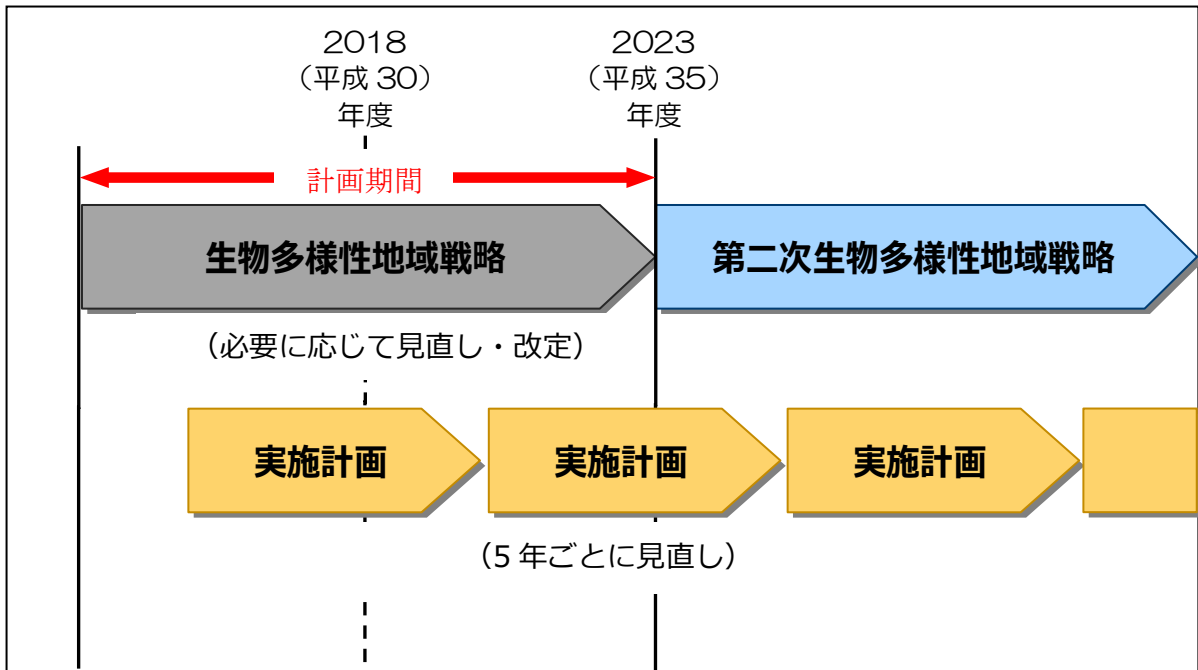 2018
（平成 30）
年度
2023
（平成 35）
年度
計画期間
生物多様性地域戦略
第二次生物多様性地域戦略
（必要に応じて見直し・改定）
実施計画
実施計画
実施計画
（5 年ごとに見直し）